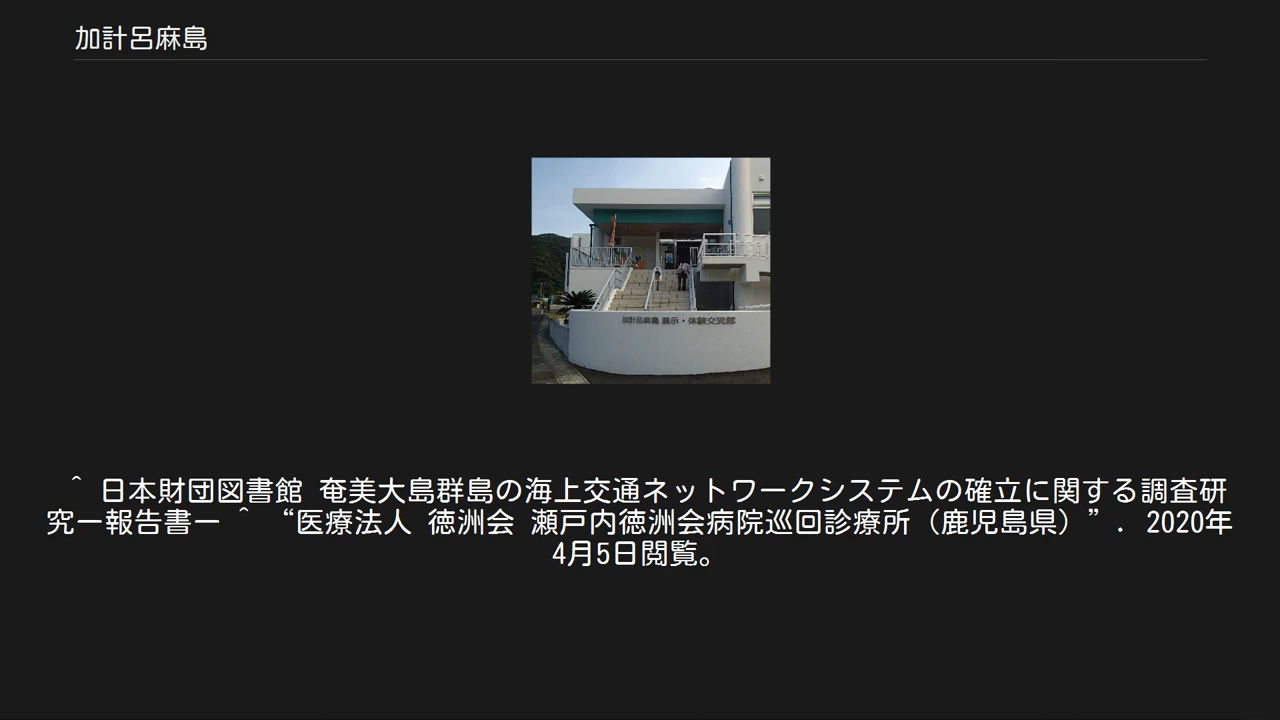 加計呂麻島
加計呂麻島 展示・体験交流館
＾ 日本財団図書館 奄美大島群島の海上交通ネットワークシステムの確立に関する調査研
究ー報告書ー ＾ “医療法人 徳洲会 瀬戸内徳洲会病院巡回診療所（鹿児島県）”. 2020年
4月5日閲覧。